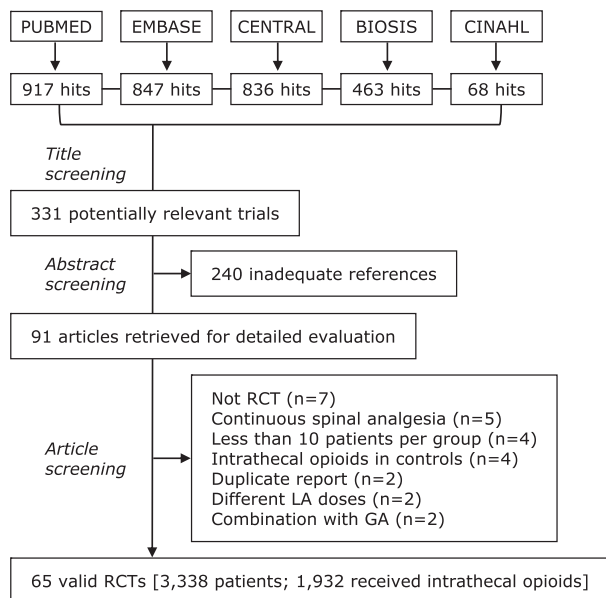 PUBMED EMBASE CENTRAL BIOSIS CINAHL
917 hits 847 hits 836 hits 463 hits 68 hits
Title
screening
331 potentially relevant trials
Abstract
screening
240 inadequate references
91 articles retrieved for detailed evaluation
Article
screening
Not RCT (n=7)
Continuous spinal analgesia (n=5)
Less than 10 patients per group (n=4)
Intrathecal opioids in controls (n=4)
Duplicate report (n=2)
Different LA doses (n=2)
Combination with GA (n=2)
65 valid RCTs [3,338 patients; 1,932 received intrathecal opioids]